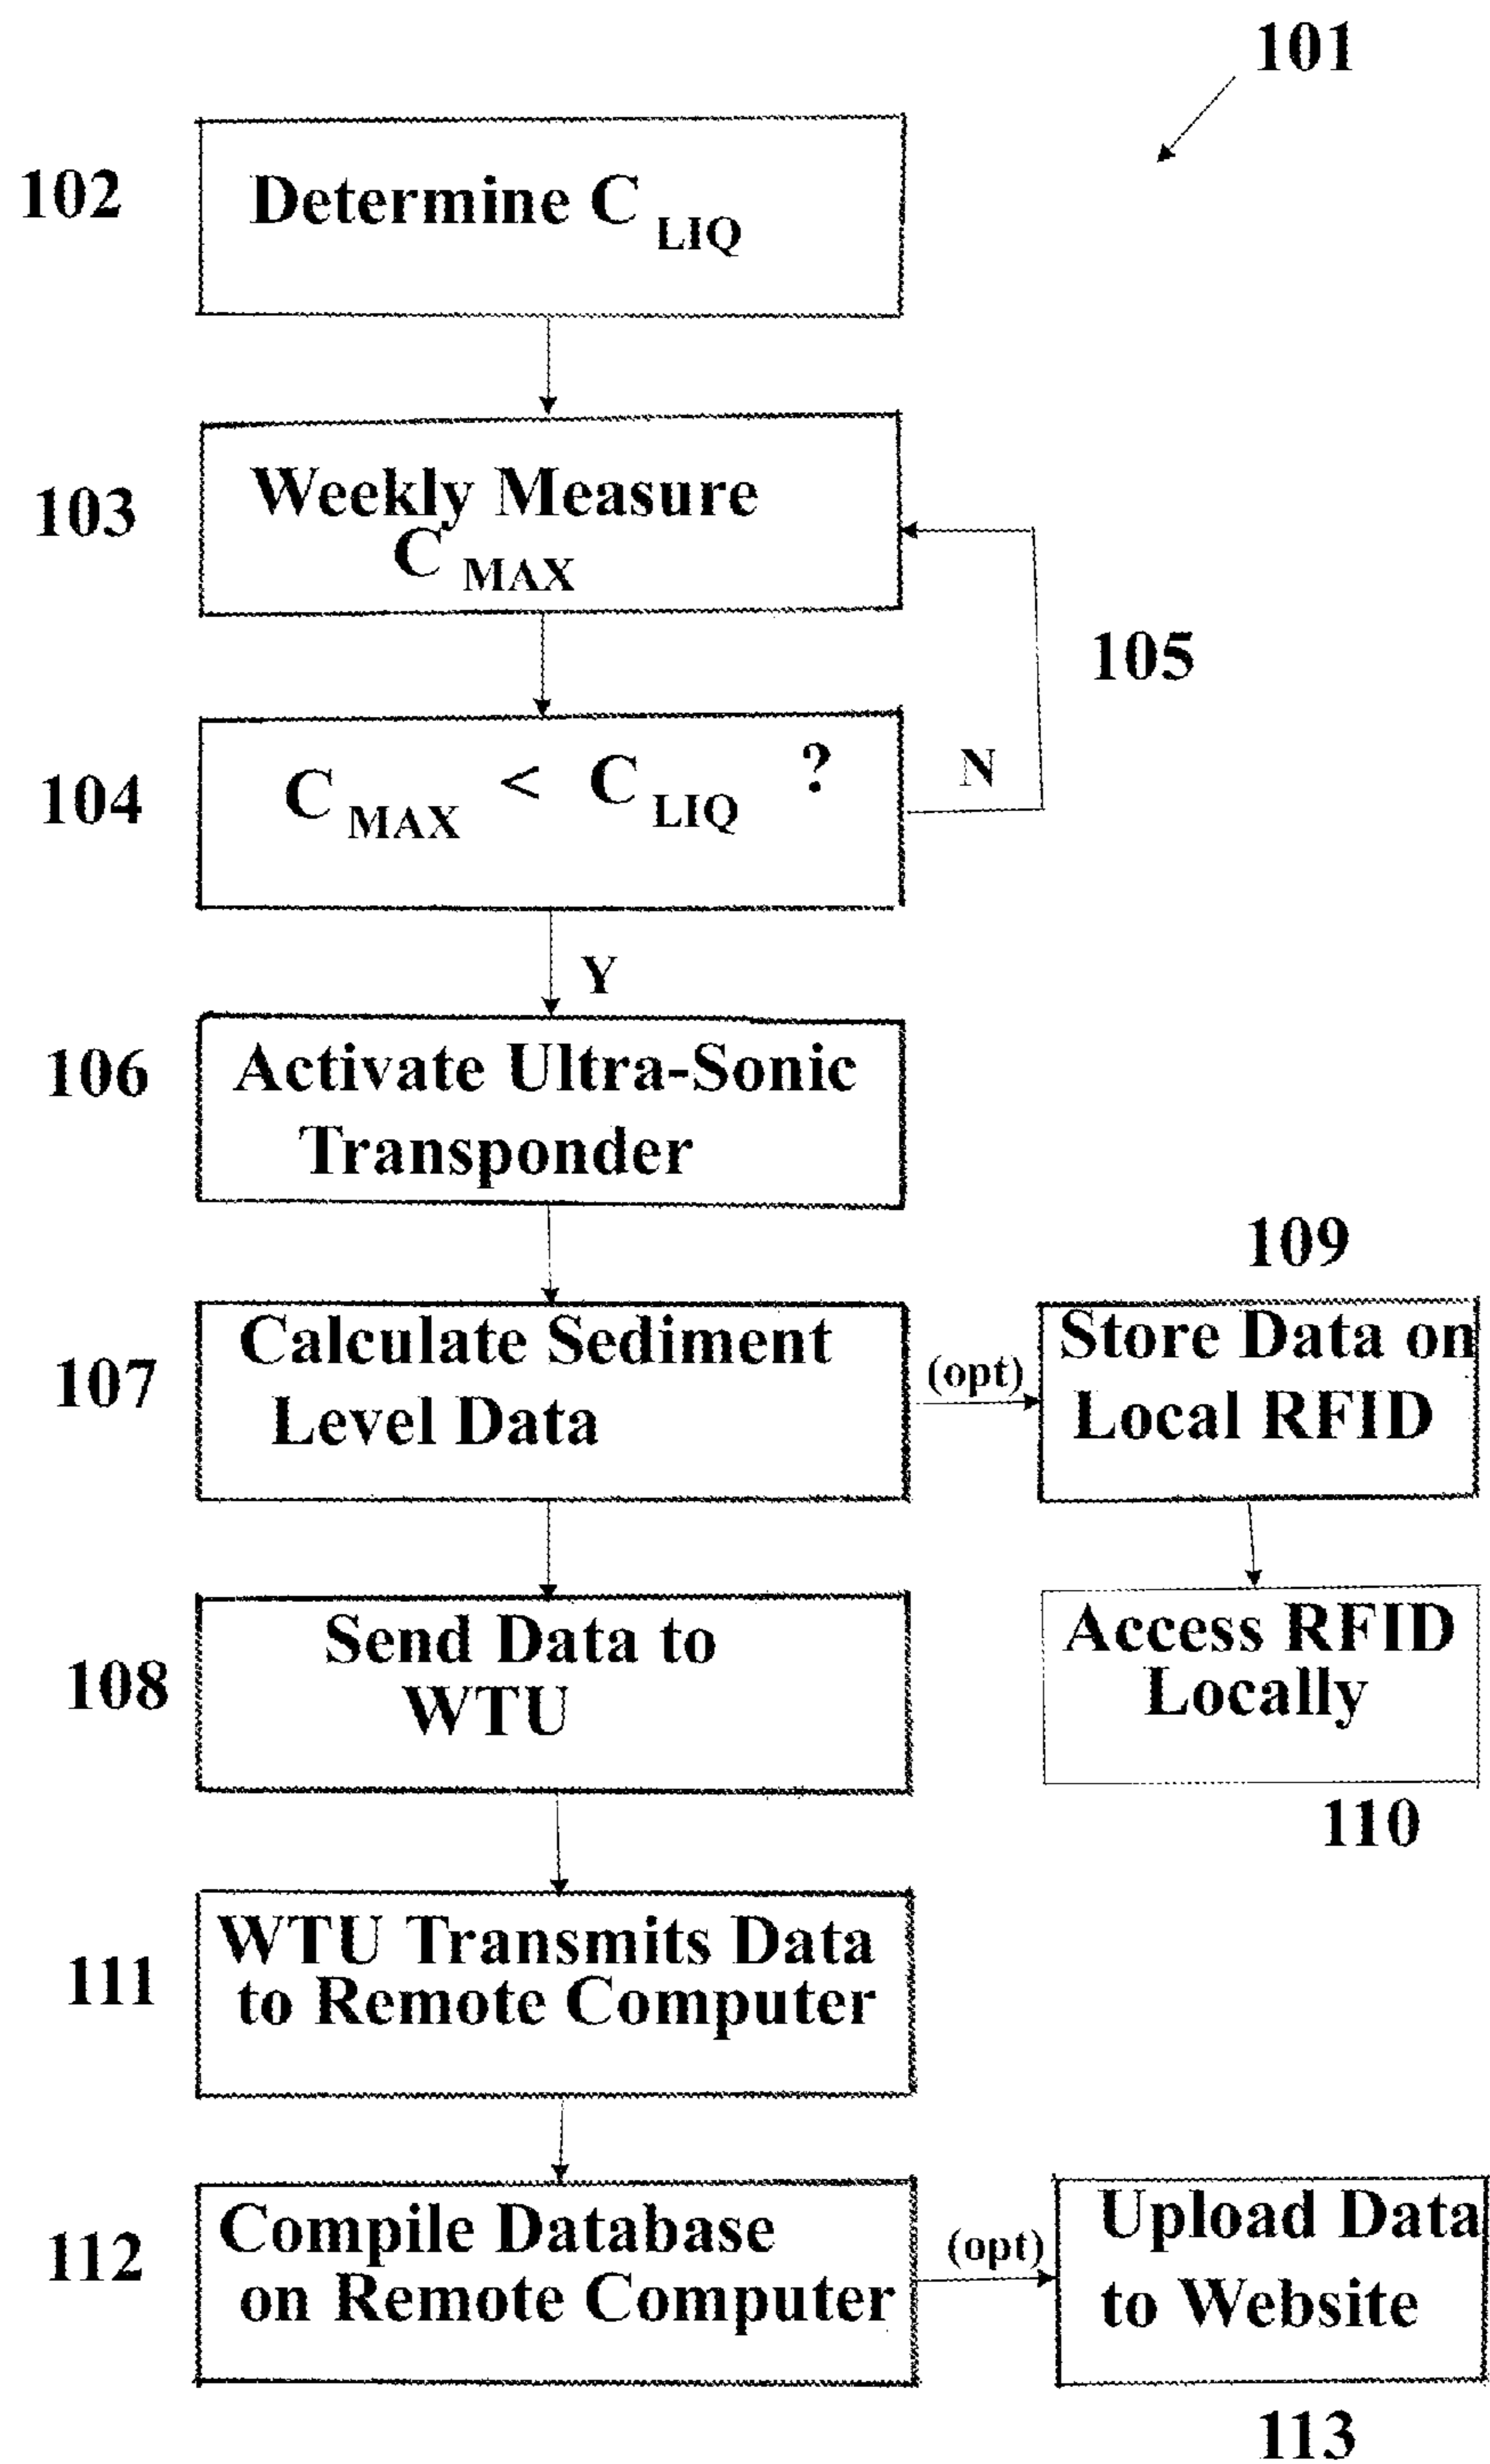 101
102
Determine C LIQ
103
Weekly Measure
C MAX
105
104
C MAX < C LIQ ?
N
Y
106
Activate Ultra-Sonic
Transponder
109
107
Calculate Sediment
Level Data
(opt)
Store Data on
Local RFID
108
Send Data to
WTU
Access RFID
Locally
110
111
WTU Transmits Data
to Remote Computer
112
Compile Database
on Remote Computer
(opt)
Upload Data
to Website
113